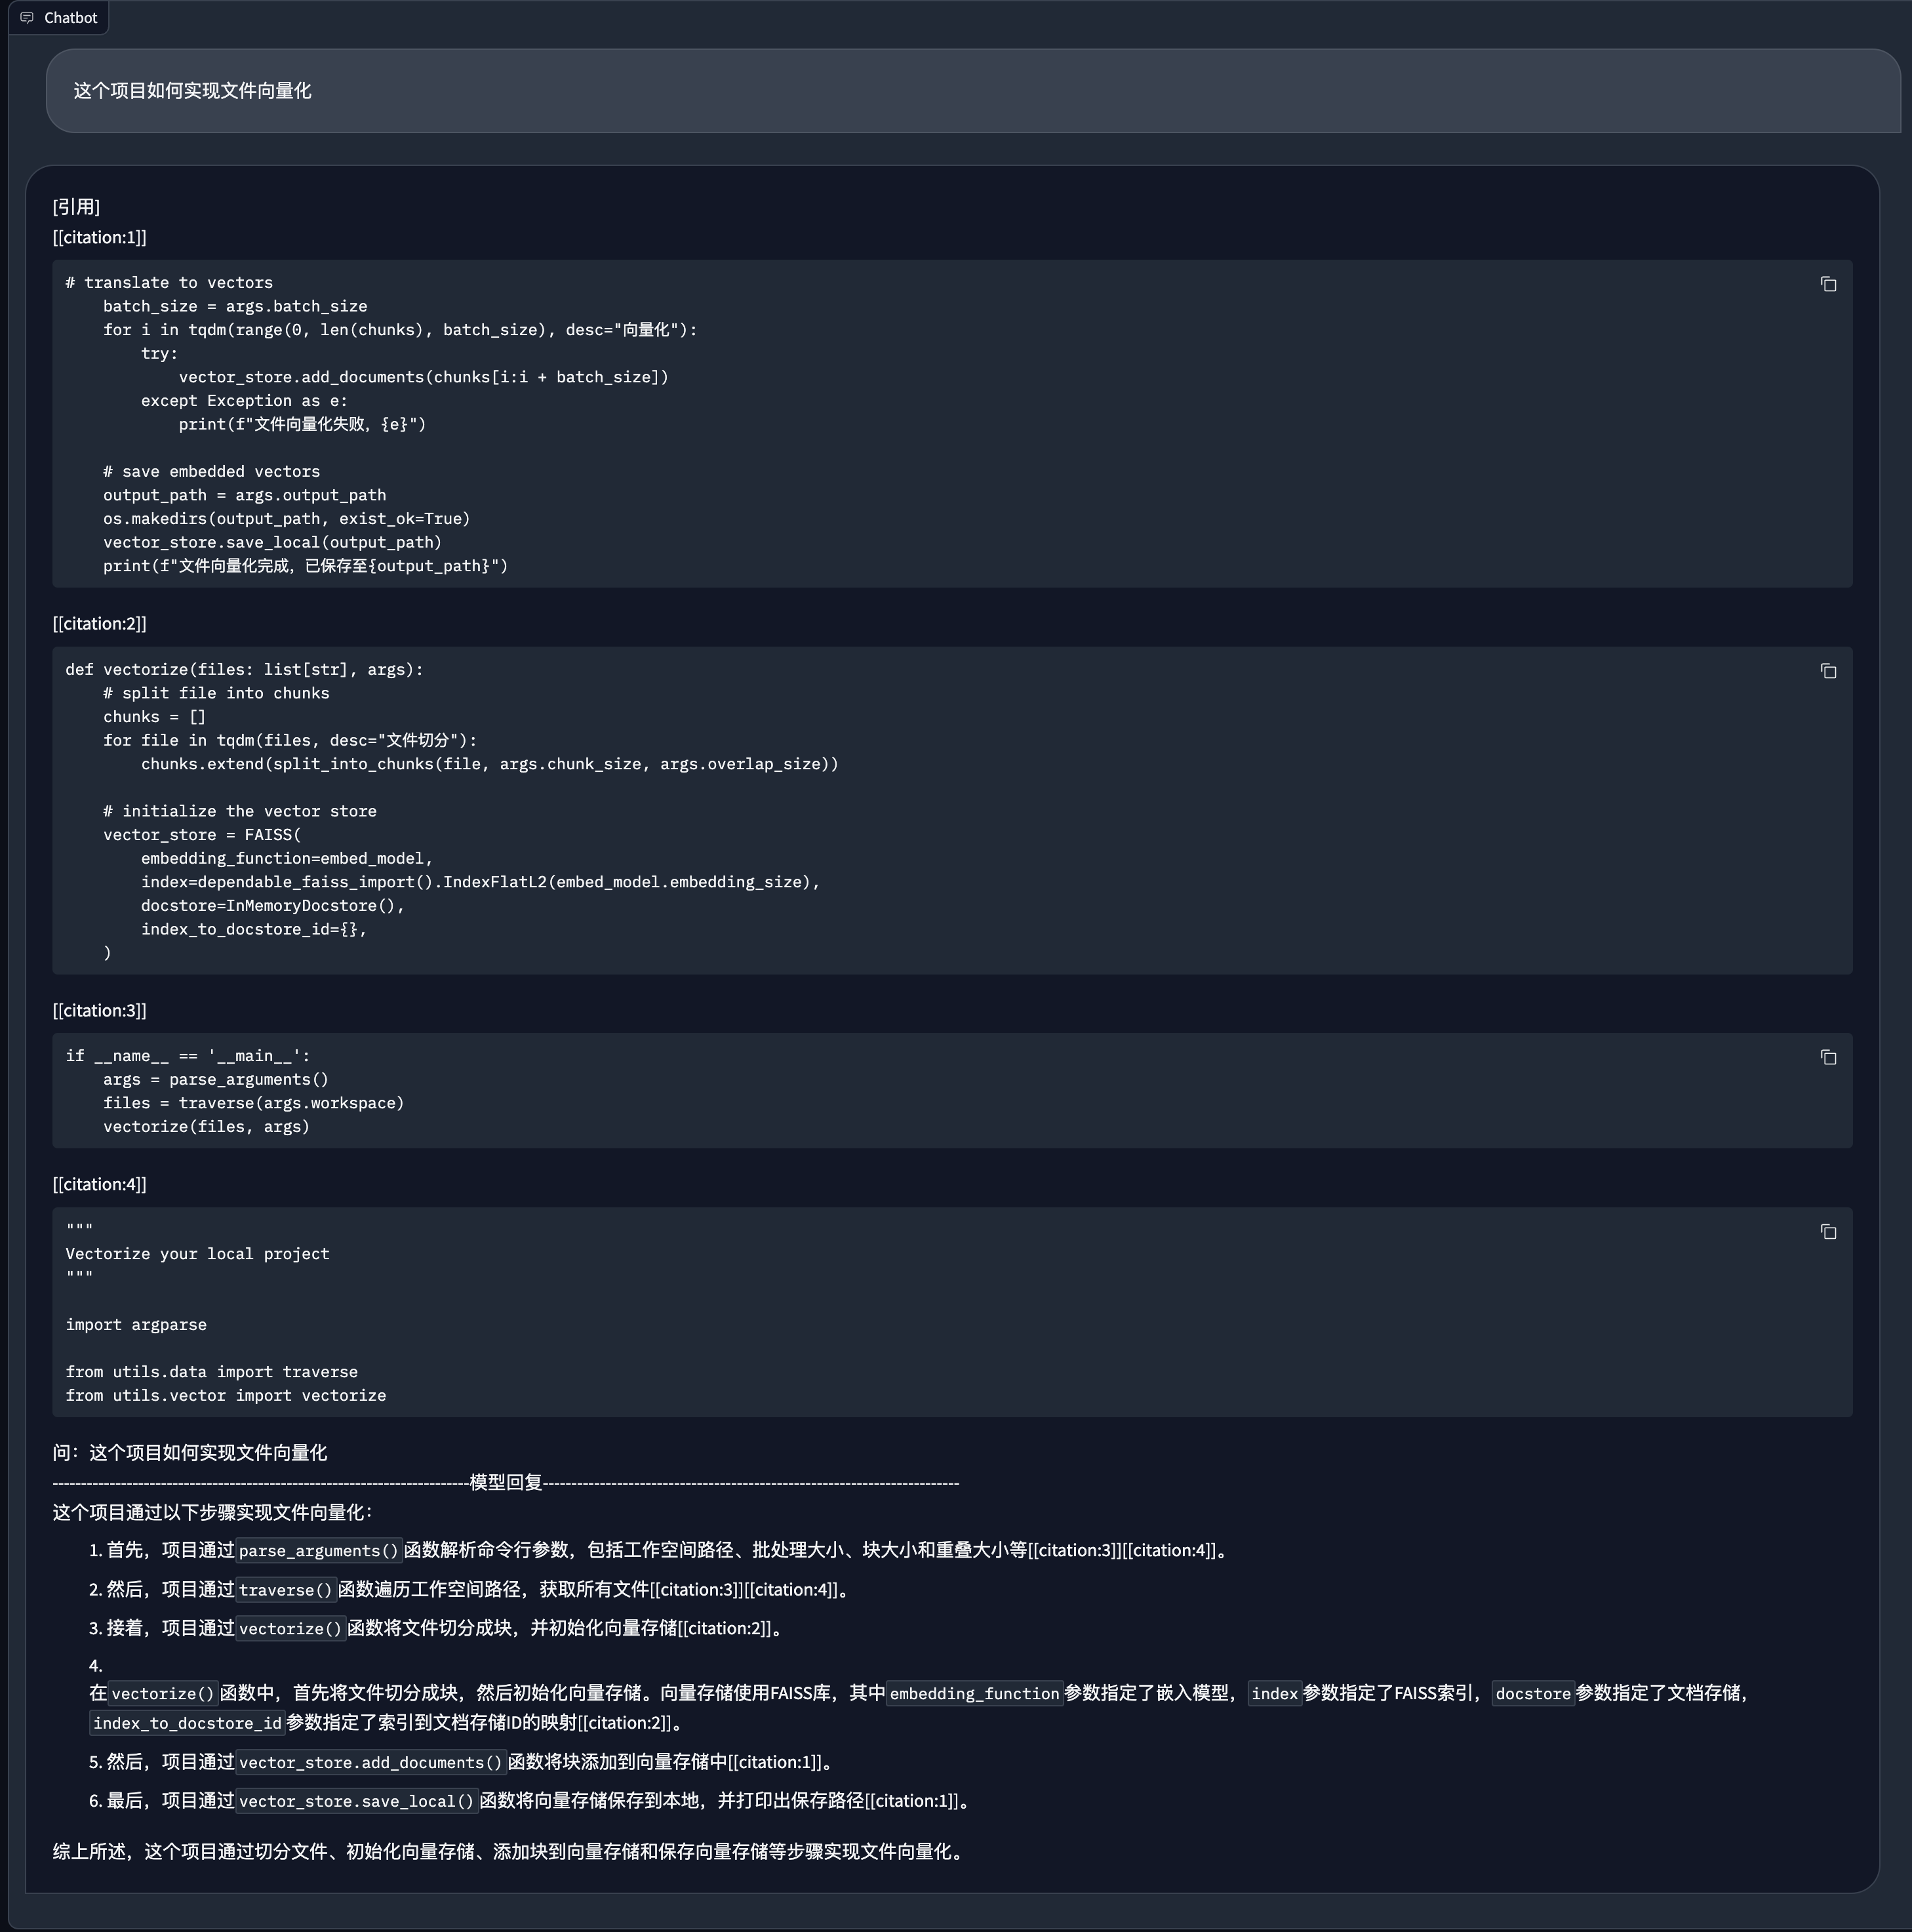 Chatbot
这个项目如何实现文件向量化
[引用]
[[citation:1]]
# translate to vectors
    batch_size = args.batch_size
    for i in tqdm(range(0, len(chunks), batch_size), desc="向量化"):
        try:
            vector_store.add_documents(chunks[i:i + batch_size])
        except Exception as e:
            print(f"文件向量化失败，{e}")

    # save embedded vectors
    output_path = args.output_path
    os.makedirs(output_path, exist_ok=True)
    vector_store.save_local(output_path)
    print(f"文件向量化完成，已保存至{output_path}")
[[citation:2]]
def vectorize(files: list[str], args):
    # split file into chunks
    chunks = []
    for file in tqdm(files, desc="文件切分"):
        chunks.extend(split_into_chunks(file, args.chunk_size, args.overlap_size))

    # initialize the vector store
    vector_store = FAISS(
        embedding_function=embed_model,
        index=dependable_faiss_import().IndexFlatL2(embed_model.embedding_size),
        docstore=InMemoryDocstore(),
        index_to_docstore_id={},
    )
[[citation:3]]
if __name__ == '__main__':
    args = parse_arguments()
    files = traverse(args.workspace)
    vectorize(files, args)
[[citation:4]]
"""
Vectorize your local project
"""

import argparse

from utils.data import traverse
from utils.vector import vectorize
问：这个项目如何实现文件向量化
-------------------------------------------------------------------------模型回复-------------------------------------------------------------------------
这个项目通过以下步骤实现文件向量化：
1. 首先，项目通过parse_arguments()函数解析命令行参数，包括工作空间路径、批处理大小、块大小和重叠大小等[[citation:3]][[citation:4]]。
2. 然后，项目通过traverse()函数遍历工作空间路径，获取所有文件[[citation:3]][[citation:4]]。
3. 接着，项目通过vectorize()函数将文件切分成块，并初始化向量存储[[citation:2]]。
4.
在vectorize()函数中，首先将文件切分成块，然后初始化向量存储。向量存储使用FAISS库，其中embedding_function参数指定了嵌入模型，index参数指定了FAISS索引，docstore参数指定了文档存储，
index_to_docstore_id参数指定了索引到文档存储ID的映射[[citation:2]]。
5. 然后，项目通过vector_store.add_documents()函数将块添加到向量存储中[[citation:1]]。
6. 最后，项目通过vector_store.save_local()函数将向量存储保存到本地，并打印出保存路径[[citation:1]]。
综上所述，这个项目通过切分文件、初始化向量存储、添加块到向量存储和保存向量存储等步骤实现文件向量化。